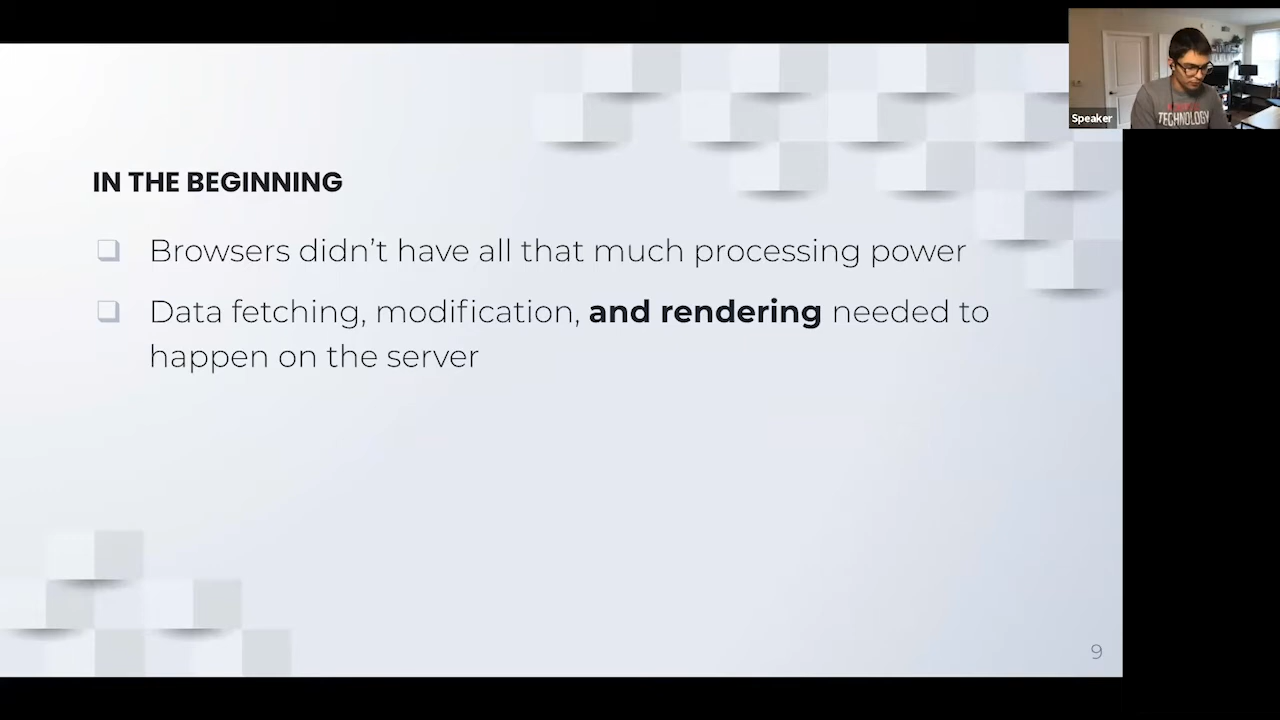 Speaker
TECHNOLOGY
IN THE BEGINNING
❑ Browsers didn’t have all that much processing power
❑ Data fetching, modification, and rendering needed to
happen on the server
9